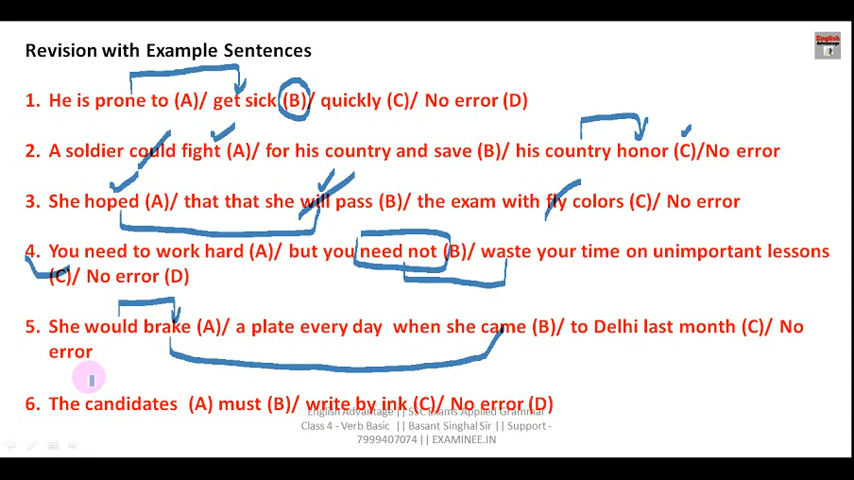 Revision with Example Sentences
English
Advantage
1. He is prone to (A)/ get sick (B)/ quickly (C)/ No error (D)
2. A soldier could fight (A)/ for his country and save (B)/ his country honor (C)/No error
3. She hoped (A)/ that that she will pass (B)/ the exam with fly colors (C)/ No error
4. You need to work hard (A)/ but you need not (B)/ waste your time on unimportant lessons
(C)/ No error (D)
5. She would brake (A)/ a plate every day when she came (B)/ to Delhi last month (C)/ No
error
6. The candidates (A) must (B)/ write by ink (C)/ No error (D)
English Advantage || SSC Exams Applied Grammar
Class 4 - Verb Basic || Basant Singhal Sir || Support -
7999407074 || EXAMINEE.IN